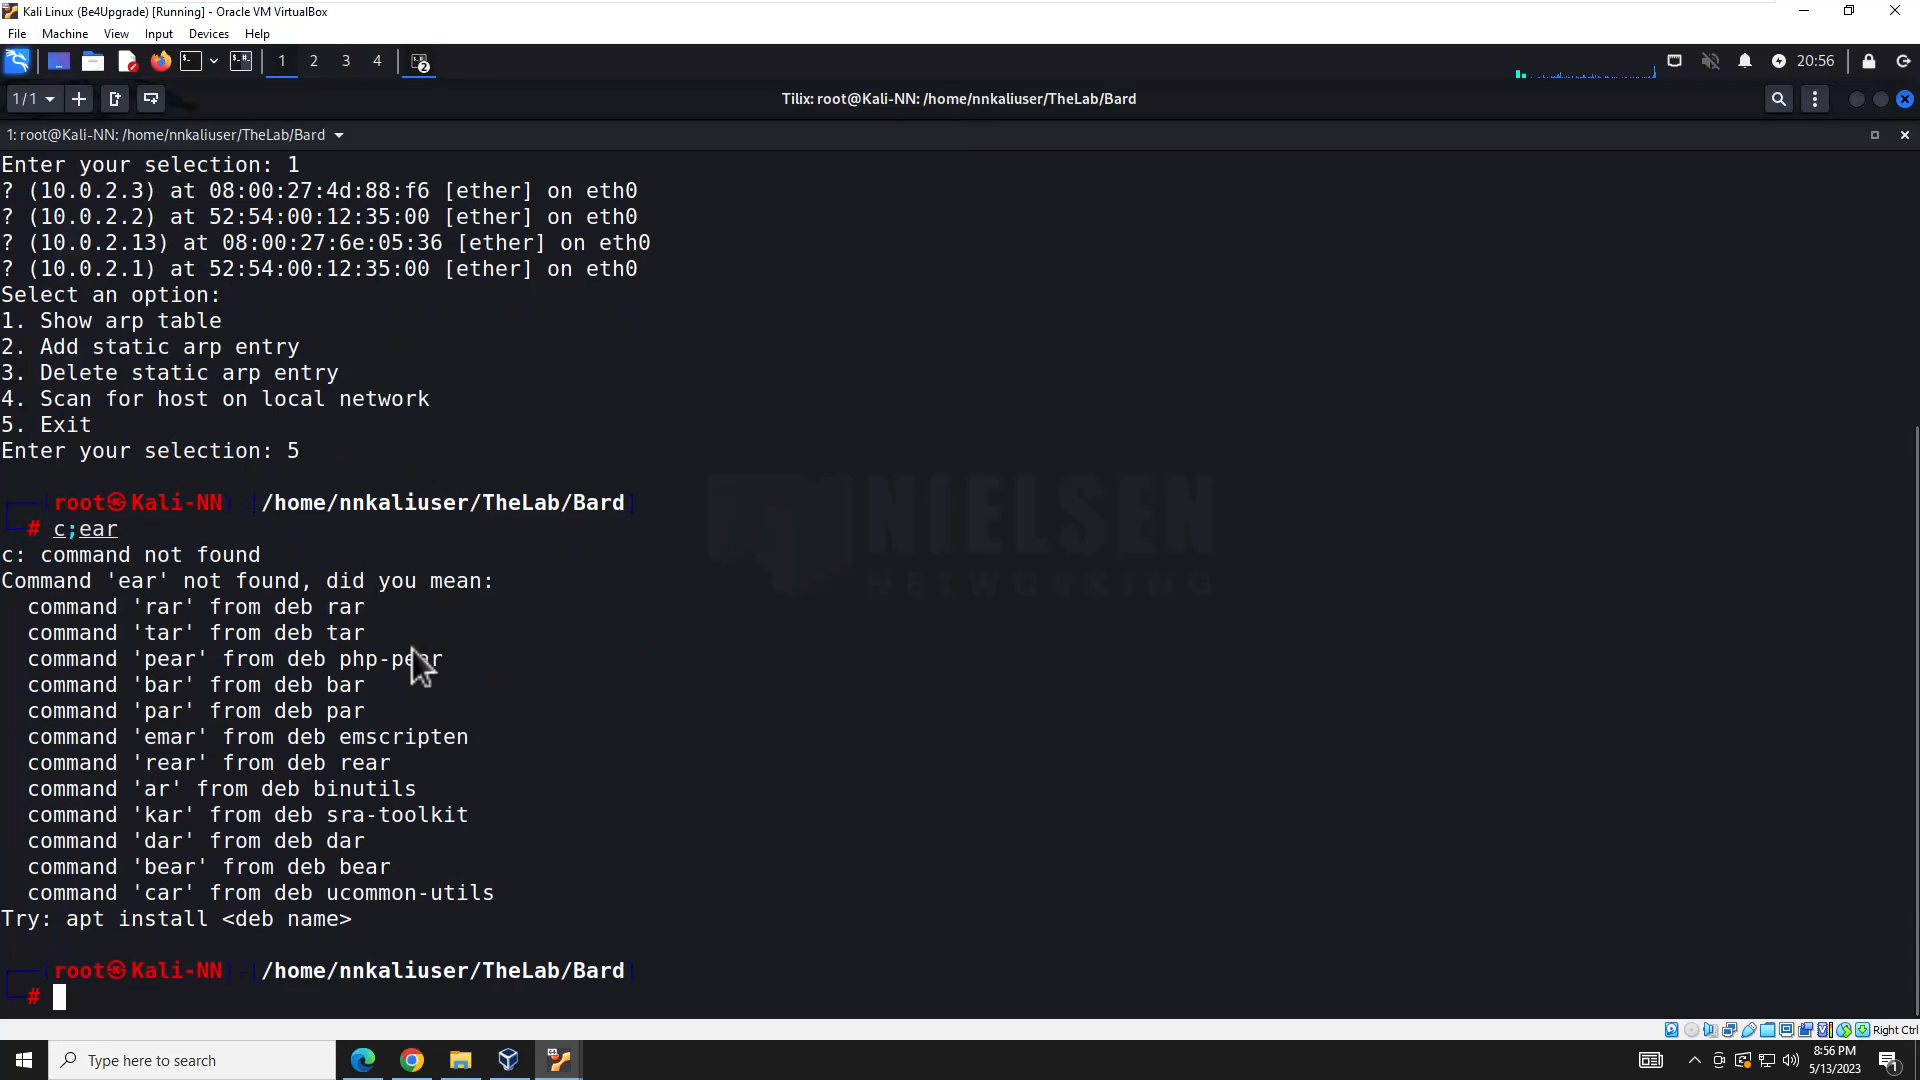 Kali Linux (Be4Upgrade) [Running] - Oracle VM VirtualBox
File Machine View Input Devices Help
1 2 3 4 2 20:56
1/1 Tilix: root@Kali-NN: /home/nnkaliuser/TheLab/Bard
1: root@Kali-NN: /home/nnkaliuser/TheLab/Bard
Enter your selection: 1
? (10.0.2.3) at 08:00:27:4d:88:f6 [ether] on eth0
? (10.0.2.2) at 52:54:00:12:35:00 [ether] on eth0
? (10.0.2.13) at 08:00:27:6e:05:36 [ether] on eth0
? (10.0.2.1) at 52:54:00:12:35:00 [ether] on eth0
Select an option:
1. Show arp table
2. Add static arp entry
3. Delete static arp entry
4. Scan for host on local network
5. Exit
Enter your selection: 5
root㉿Kali-NN)-[/home/nnkaliuser/TheLab/Bard]
# c;ear
c: command not found
Command 'ear' not found, did you mean:
command 'rar' from deb rar
command 'tar' from deb tar
command 'pear' from deb php-pear
command 'bar' from deb bar
command 'par' from deb par
command 'emar' from deb emscripten
command 'rear' from deb rear
command 'ar' from deb binutils
command 'kar' from deb sra-toolkit
command 'dar' from deb dar
command 'bear' from deb bear
command 'car' from deb ucommon-utils
Try: apt install <deb name>
root㉿Kali-NN)-[/home/nnkaliuser/TheLab/Bard]
#
NIELSEN
NETWORKING
Right Ctrl
Type here to search
8:56 PM
5/13/2023
1